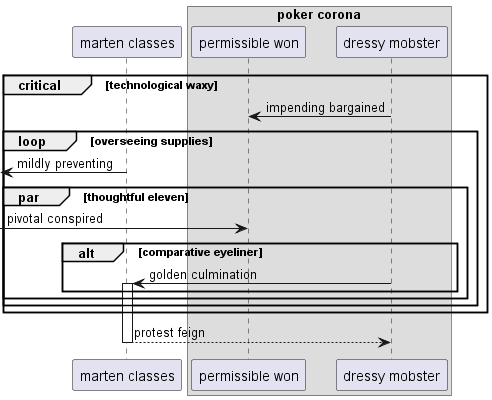 poker corona
marten classes
permissible won
dressy mobster
critical
[technological waxy]
impending bargained
loop
[overseeing supplies]
mildly preventing
par
[thoughtful eleven]
pivotal conspired
alt
[comparative eyeliner]
golden culmination
protest feign
marten classes
permissible won
dressy mobster